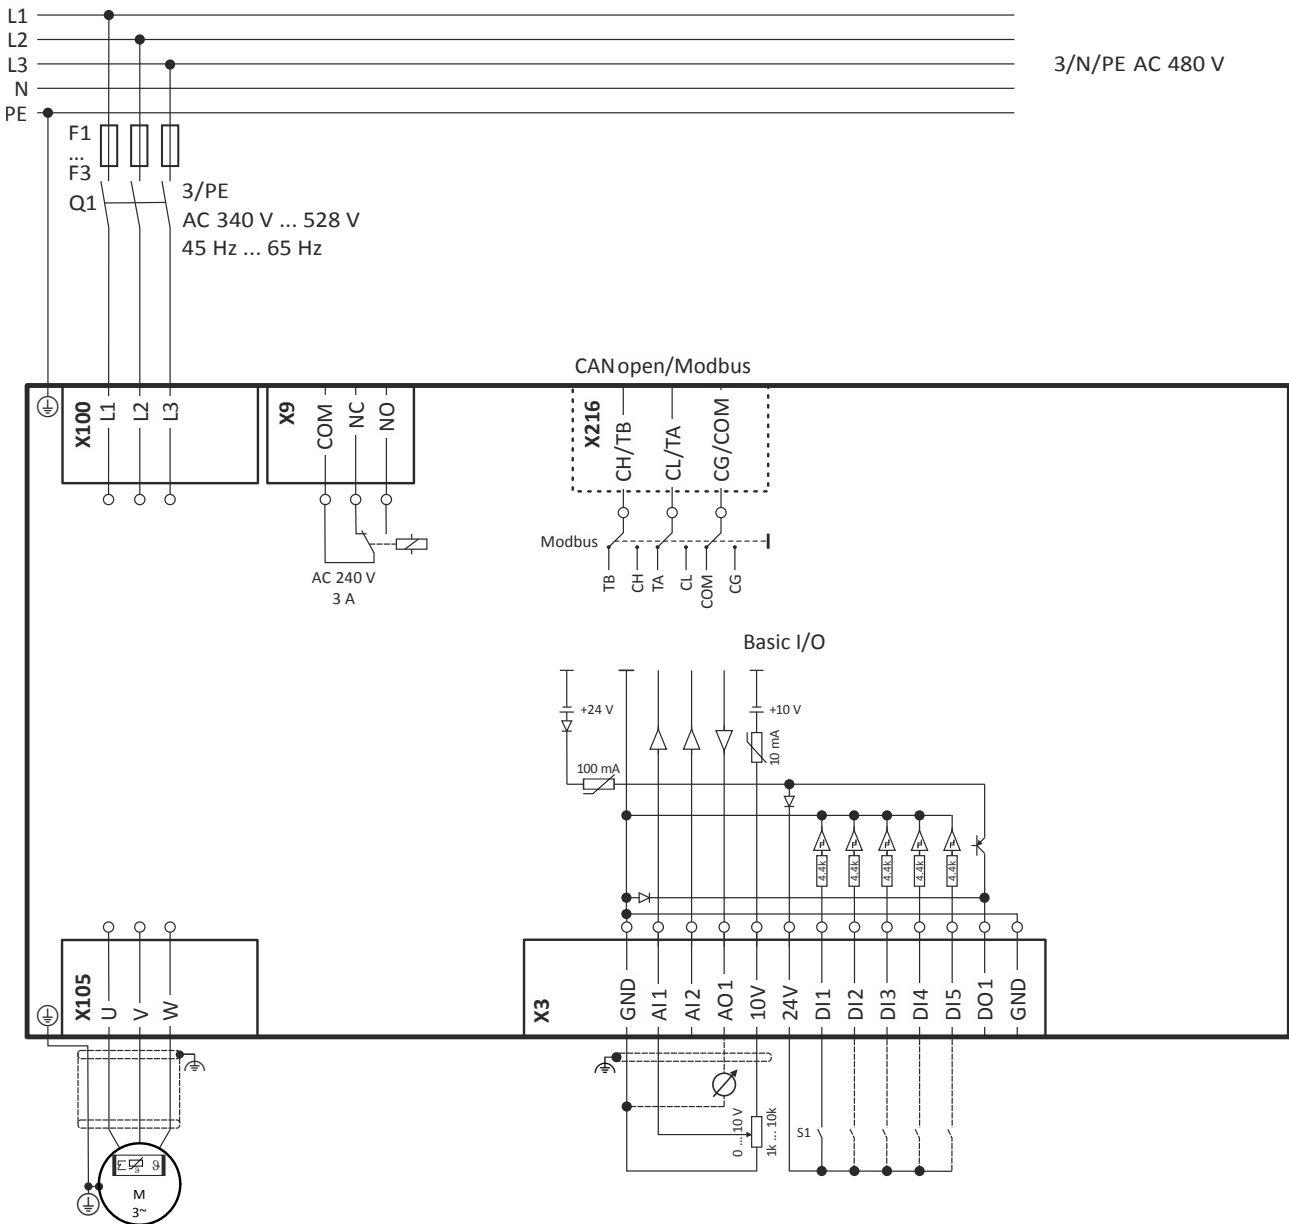 L1
L2
L3
N
PE
3/N/PE AC 480 V
F1
...
F3
Q1
3/PE
AC 340 V ... 528 V
45 Hz ... 65 Hz
CANopen/Modbus
X100
L1
L2
L3
X9
COM
NC
NO
X216
CH/TB
CL/TA
CG/COM
AC 240 V
3 A
Modbus
TB
CH
TA
CL
COM
CG
Basic I/O
+24 V
+10 V
10 mA
100 mA
4.4k
4.4k
4.4k
4.4k
4.4k
X105
U
V
W
X3
GND
AI1
AI2
AO1
10V
24V
DI1
DI2
DI3
DI4
DI5
DO1
GND
0 ... 10 V
1k ... 10k
S1
ϑ
M
3~